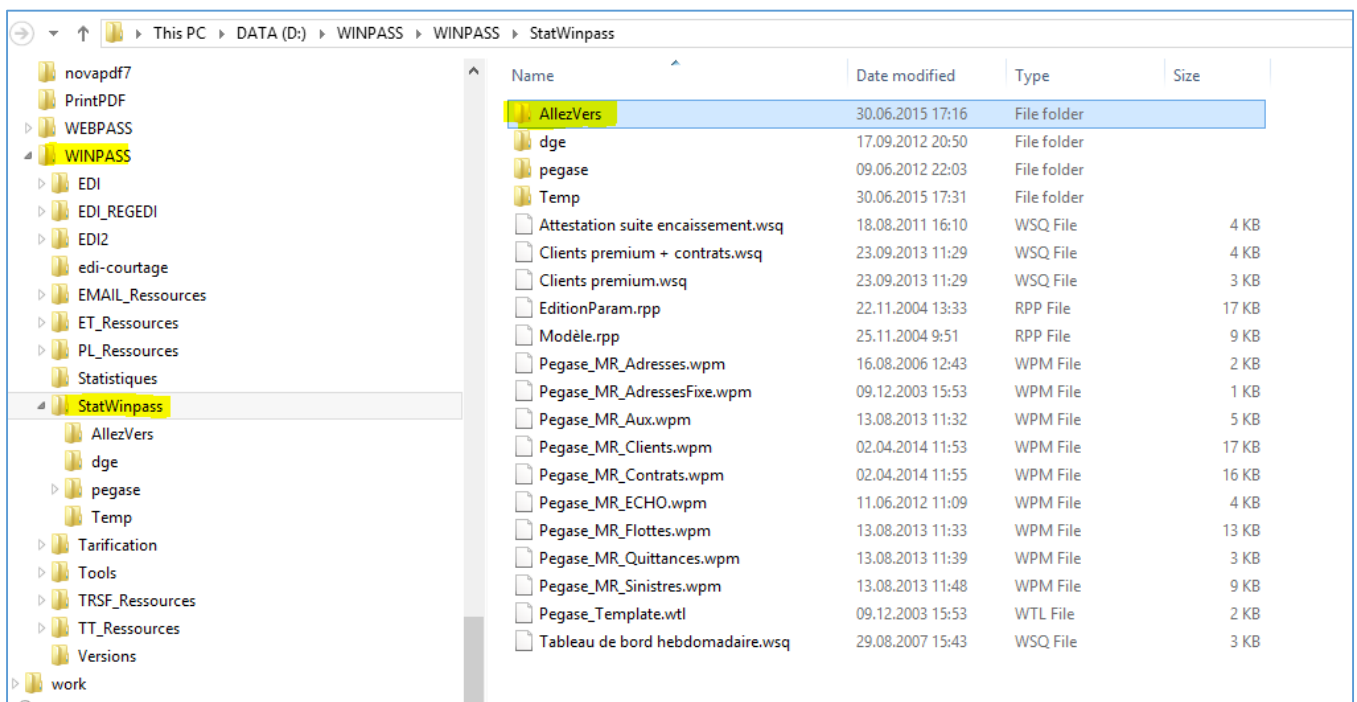 This PC DATA (D:) WINPASS WINPASS StatWinpass
novapdf7
PrintPDF
WEBPASS
WINPASS
EDI
EDI_REGEDI
EDI2
edi-courtage
EMAIL_Ressources
ET_Ressources
PL_Ressources
Statistiques
StatWinpass
AllezVers
dge
pegase
Temp
Tarification
Tools
TRSF_Ressources
TT_Ressources
Versions
work
Name Date modified Type Size
AllezVers 30.06.2015 17:16 File folder
dge 17.09.2012 20:50 File folder
pegase 09.06.2012 22:03 File folder
Temp 30.06.2015 17:31 File folder
Attestation suite encaissement.wsq 18.08.2011 16:10 WSQ File 4 KB
Clients premium + contrats.wsq 23.09.2013 11:29 WSQ File 4 KB
Clients premium.wsq 23.09.2013 11:29 WSQ File 3 KB
EditionParam.rpp 22.11.2004 13:33 RPP File 17 KB
Modèle.rpp 25.11.2004 9:51 RPP File 9 KB
Pegase_MR_Adresses.wpm 16.08.2006 12:43 WPM File 2 KB
Pegase_MR_AdressesFixe.wpm 09.12.2003 15:53 WPM File 1 KB
Pegase_MR_Aux.wpm 13.08.2013 11:32 WPM File 5 KB
Pegase_MR_Clients.wpm 02.04.2014 11:53 WPM File 17 KB
Pegase_MR_Contrats.wpm 02.04.2014 11:55 WPM File 16 KB
Pegase_MR_ECHO.wpm 11.06.2012 11:09 WPM File 4 KB
Pegase_MR_Flottes.wpm 13.08.2013 11:33 WPM File 13 KB
Pegase_MR_Quittances.wpm 13.08.2013 11:39 WPM File 3 KB
Pegase_MR_Sinistres.wpm 13.08.2013 11:48 WPM File 9 KB
Pegase_Template.wtl 09.12.2003 15:53 WTL File 2 KB
Tableau de bord hebdomadaire.wsq 29.08.2007 15:43 WSQ File 3 KB